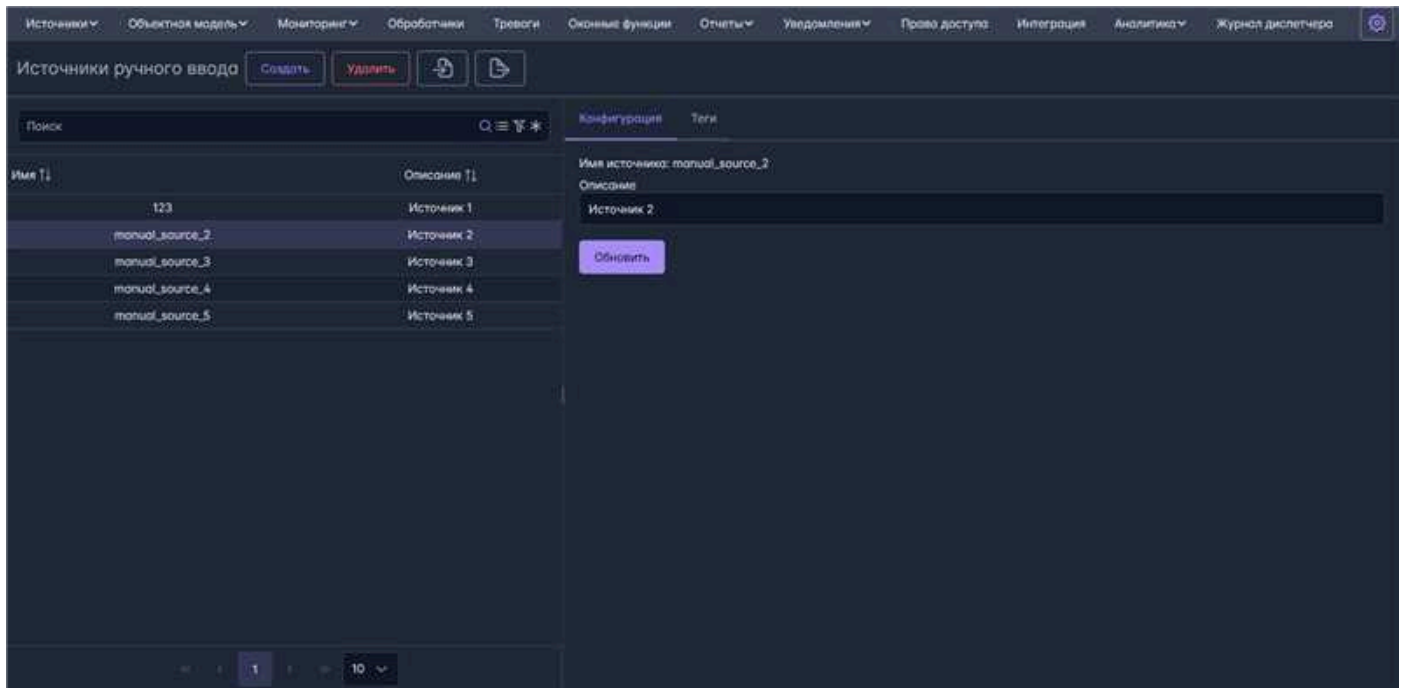 Источники Объектная модель Мониторинг Обработчики Тревоги Оконные функции Отчеты Уведомления Права доступа Интеграция Аналитика Журнал диспетчера
Источники ручного ввода Создать Удалить
Поиск
Имя Описание
123 Источник 1
manual_source_2 Источник 2
manual_source_3 Источник 3
manual_source_4 Источник 4
manual_source_5 Источник 5
1 10
Конфигурация Теги
Имя источника: manual_source_2
Описание
Источник 2
Обновить